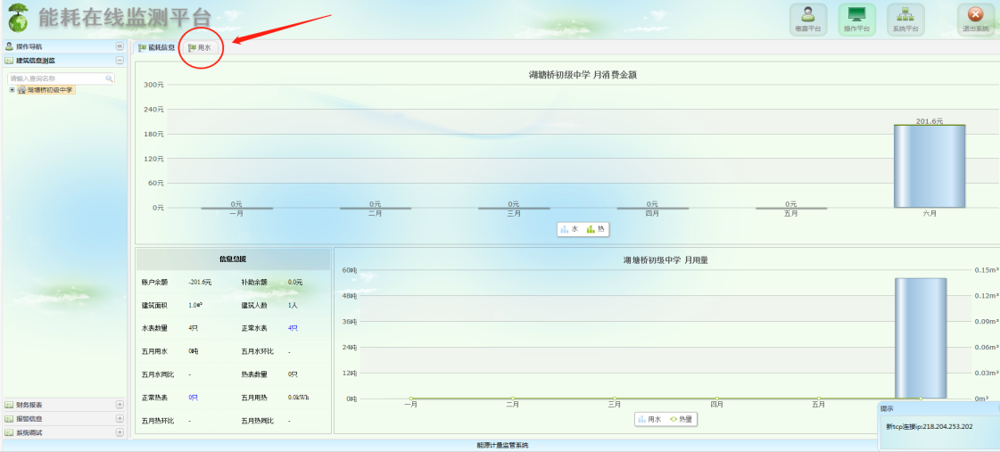 能耗在线监测平台
憨露平台
操作平台
系统平台
退出系统
操作导航
建筑信息浏览
请输入查询名称
湖塘桥初级中学
财务报表
报警信息
系统调试
能耗信息
用水
湖塘桥初级中学 月消费金额
300元
240元
180元
120元
60元
0元
0元
0元
0元
0元
0元
201.6元
一月
二月
三月
四月
五月
六月
水
热
信息总揽
账户余额 -201.6元 补助余额 0.0元
建筑面积 1.0m² 建筑人数 1人
水表数量 4只 正常水表 4只
五月用水 0吨 五月水环比 -
五月水同比 - 热表数量 0只
正常热表 0只 五月用热 0.0kWh
五月热环比 - 五月热同比 -
湖塘桥初级中学 月用量
60吨
48吨
36吨
24吨
12吨
0吨
0.15m³
0.12m³
0.09m³
0.06m³
0.03m³
0m³
一月
二月
三月
四月
五月
用水
热量
提示
新tcp连接ip:218.204.253.202
能源计量监管系统